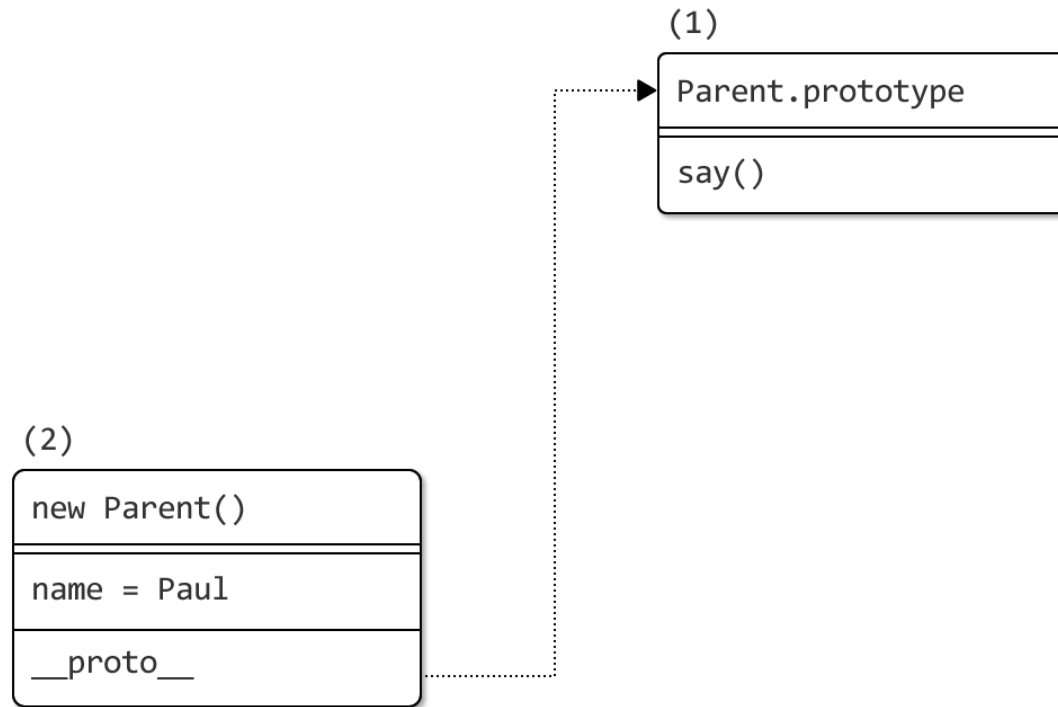 (1)
Parent.prototype
say()
(2)
new Parent()
name = Paul
__proto__